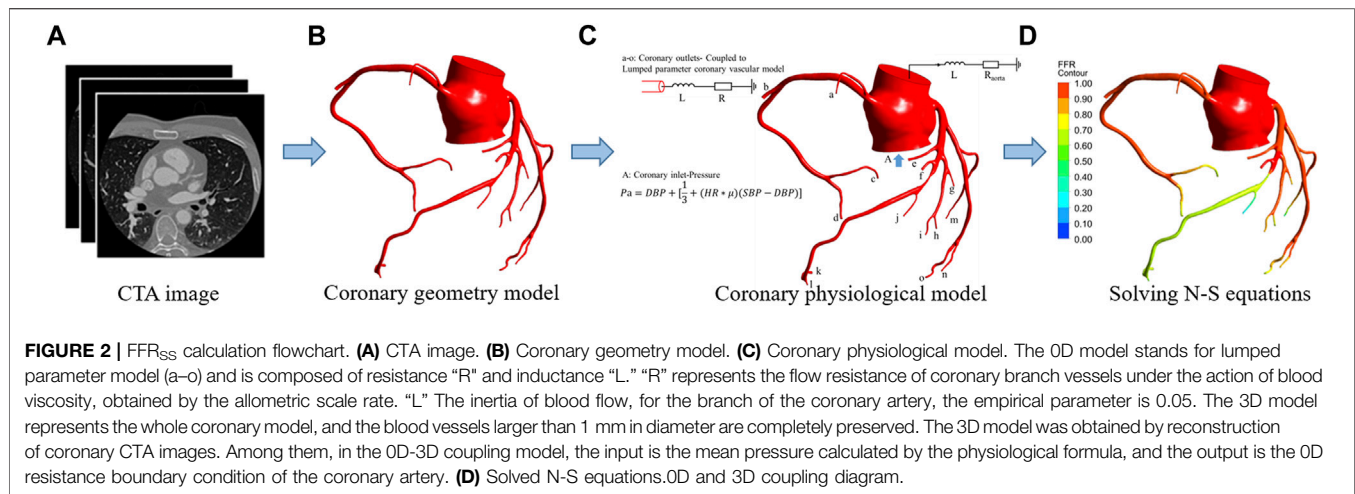 A
B
C
D
a-o: Coronary outlets- Coupled to
Lumped parameter coronary vascular model
L
R
b
a
L
Raorta
FFR
Contour
1.00
0.90
0.80
0.70
0.60
0.50
0.40
0.30
0.20
0.10
0.00
A: Coronary inlet-Pressure
Pa = DBP + [1/3 + (HR * μ)(SBP − DBP)]
A
e
c
f
g
d
j
m
i
h
k
l
o
n
CTA image
Coronary geometry model
Coronary physiological model
Solving N-S equations
FIGURE 2 | FFRSS calculation flowchart. (A) CTA image. (B) Coronary geometry model. (C) Coronary physiological model. The 0D model stands for lumped
parameter model (a–o) and is composed of resistance “R" and inductance “L.” “R” represents the flow resistance of coronary branch vessels under the action of blood
viscosity, obtained by the allometric scale rate. “L” The inertia of blood flow, for the branch of the coronary artery, the empirical parameter is 0.05. The 3D model
represents the whole coronary model, and the blood vessels larger than 1 mm in diameter are completely preserved. The 3D model was obtained by reconstruction
of coronary CTA images. Among them, in the 0D-3D coupling model, the input is the mean pressure calculated by the physiological formula, and the output is the 0D
resistance boundary condition of the coronary artery. (D) Solved N-S equations.0D and 3D coupling diagram.